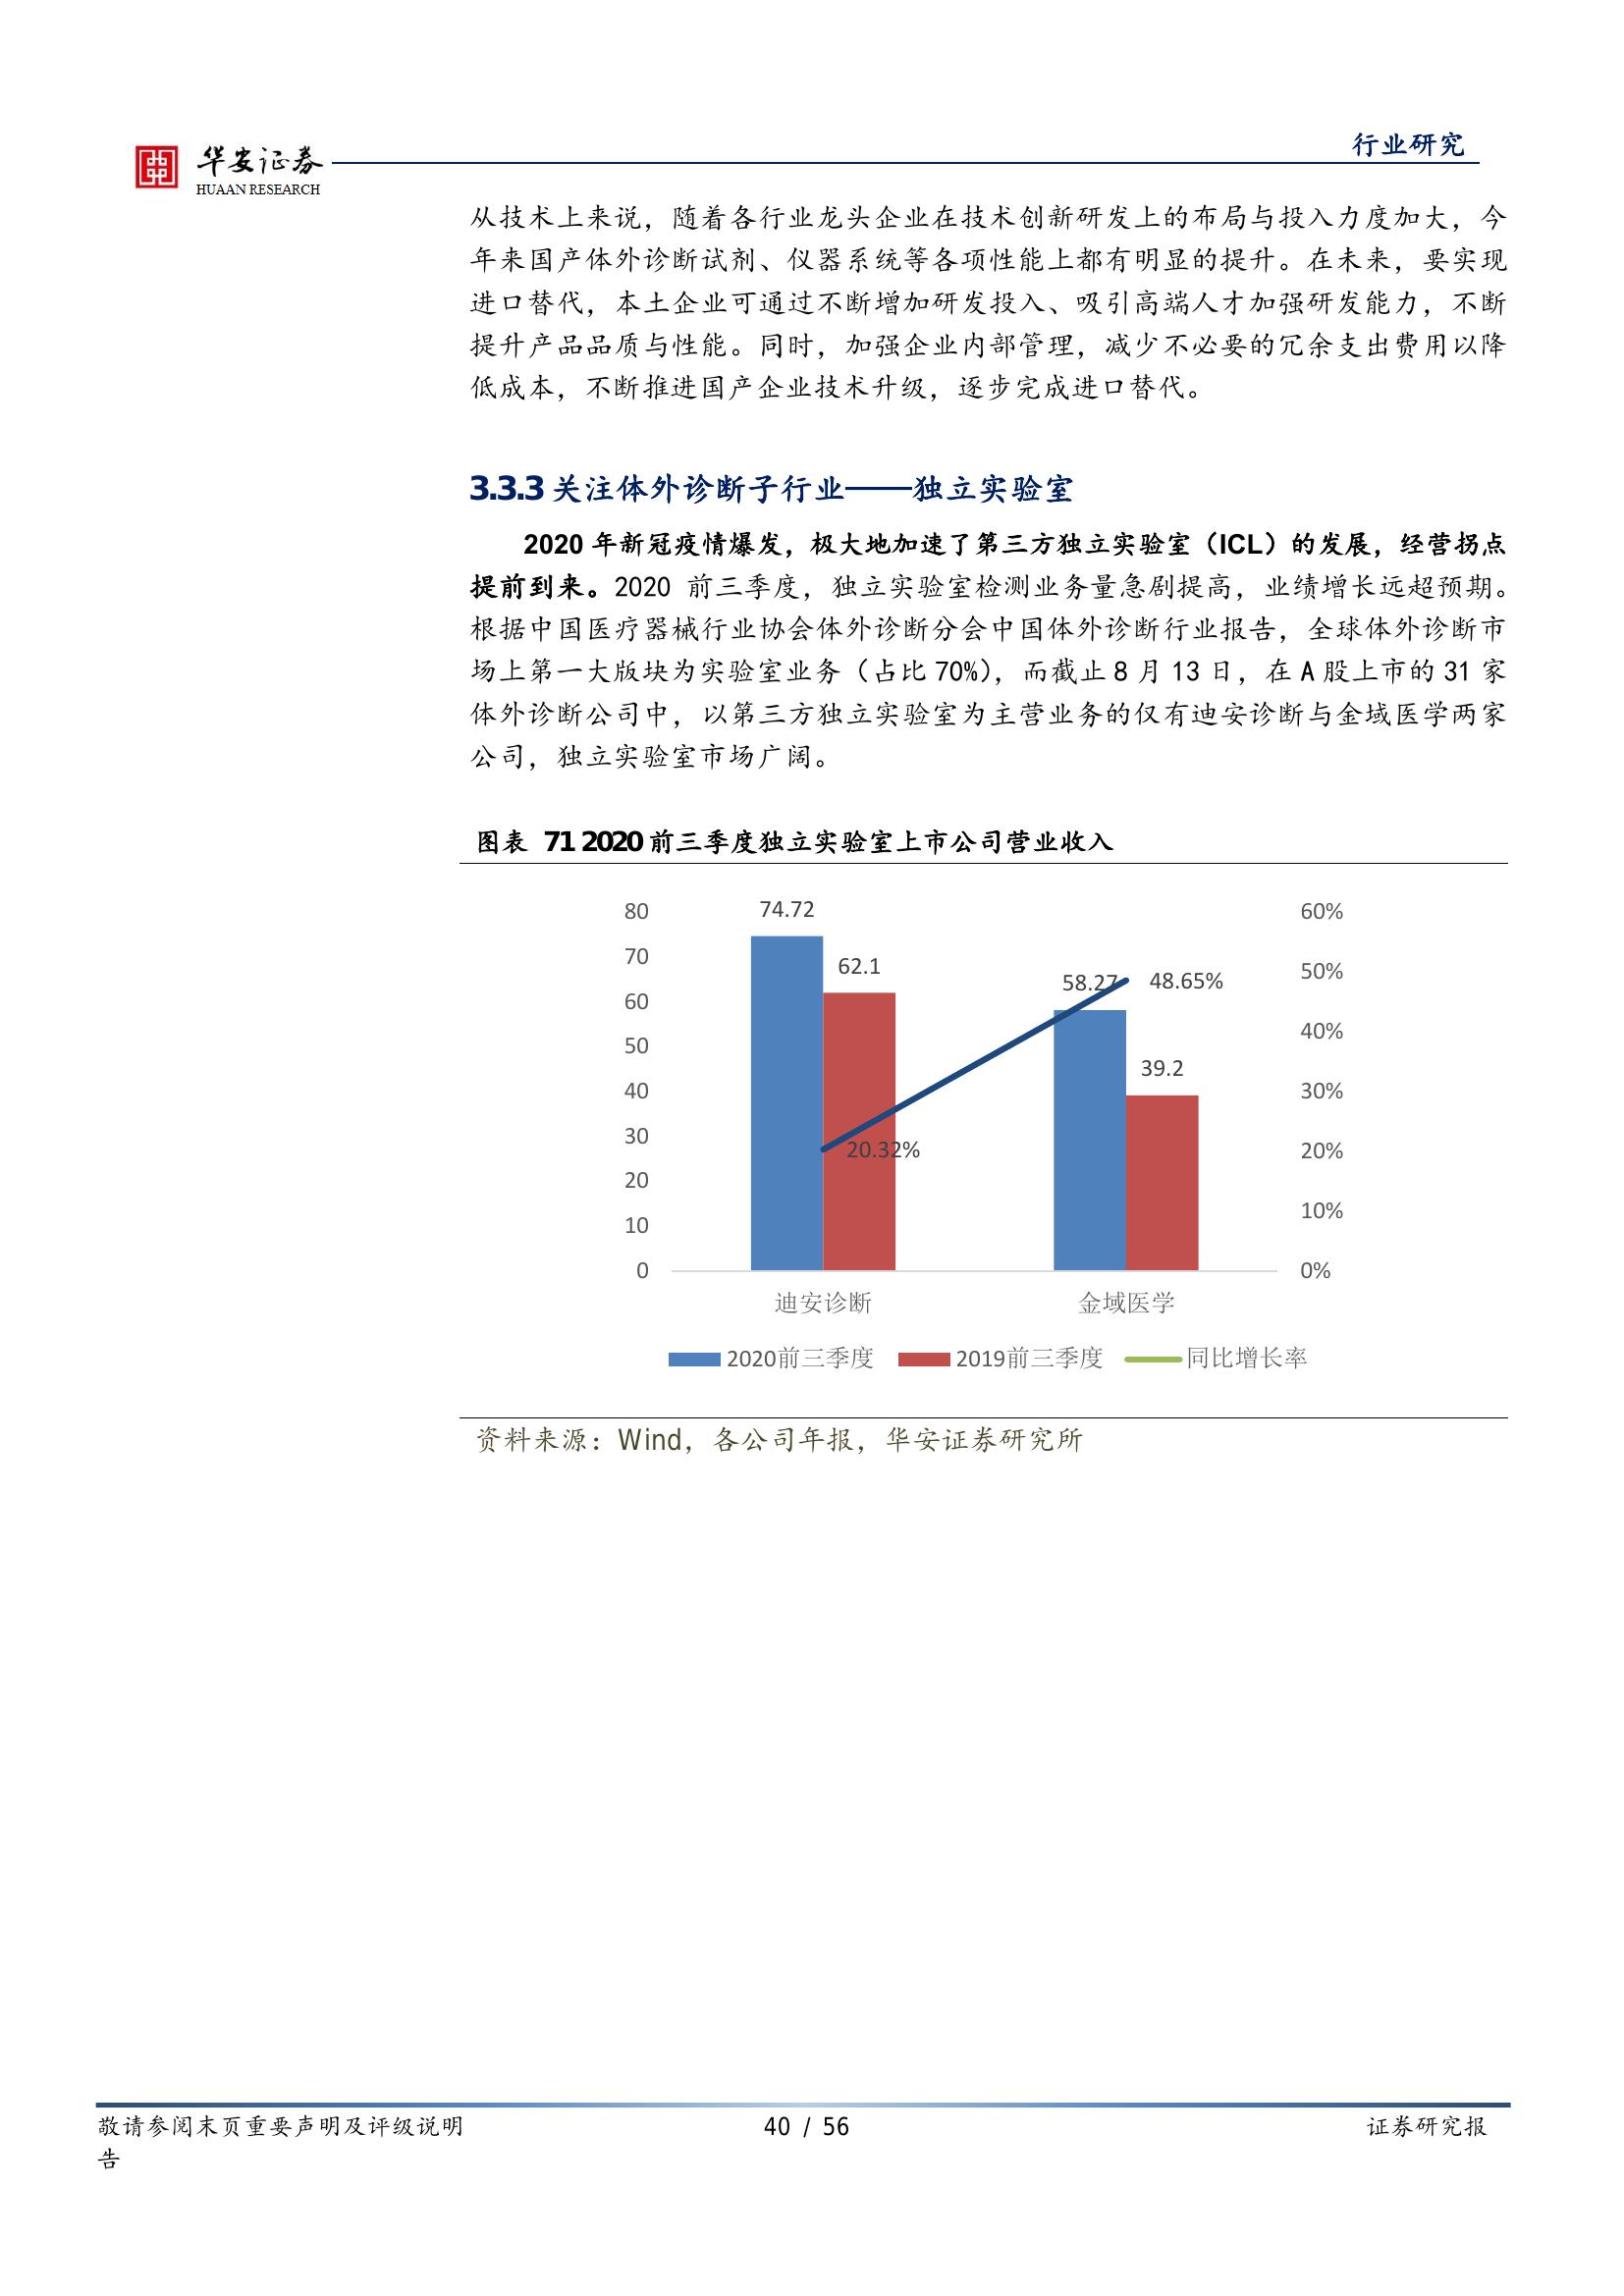 行业研究
华安证券
HUAAN RESEARCH
从技术上来说，随着各行业龙头企业在技术创新研发上的布局与投入力度加大，今
年来国产体外诊断试剂、仪器系统等各项性能上都有明显的提升。在未来，要实现
进口替代，本土企业可通过不断增加研发投入、吸引高端人才加强研发能力，不断
提升产品品质与性能。同时，加强企业内部管理，减少不必要的冗余支出费用以降
低成本，不断推进国产企业技术升级，逐步完成进口替代。
3.3.3 关注体外诊断子行业——独立实验室
2020 年新冠疫情爆发，极大地加速了第三方独立实验室（ICL）的发展，经营拐点
提前到来。2020 前三季度，独立实验室检测业务量急剧提高，业绩增长远超预期。
根据中国医疗器械行业协会体外诊断分会中国体外诊断行业报告，全球体外诊断市
场上第一大版块为实验室业务（占比 70%），而截止 8 月 13 日，在 A 股上市的 31 家
体外诊断公司中，以第三方独立实验室为主营业务的仅有迪安诊断与金域医学两家
公司，独立实验室市场广阔。
图表 71 2020 前三季度独立实验室上市公司营业收入
80
70
60
50
40
30
20
10
0
74.72
62.1
58.27
39.2
20.32%
48.65%
60%
50%
40%
30%
20%
10%
0%
迪安诊断
金域医学
2020前三季度
2019前三季度
同比增长率
资料来源：Wind，各公司年报，华安证券研究所
敬请参阅末页重要声明及评级说明
40 / 56
证券研究报
告